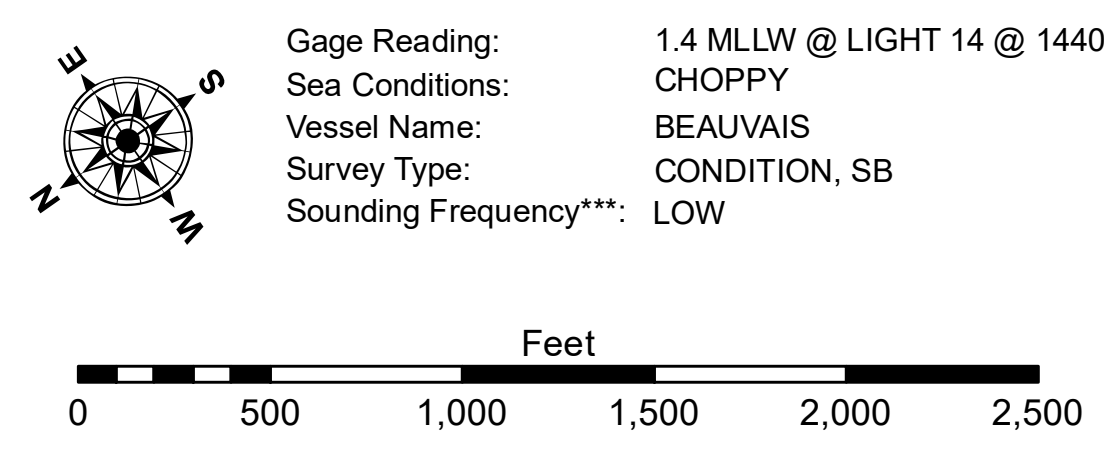 E
S
N
W
Gage Reading: 1.4 MLLW @ LIGHT 14 @ 1440
Sea Conditions: CHOPPY
Vessel Name: BEAUVAIS
Survey Type: CONDITION, SB
Sounding Frequency***: LOW
Feet
0 500 1,000 1,500 2,000 2,500